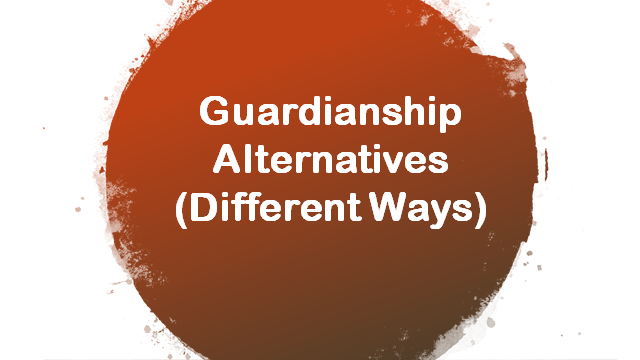 Guardianship
Alternatives
(Different Ways)